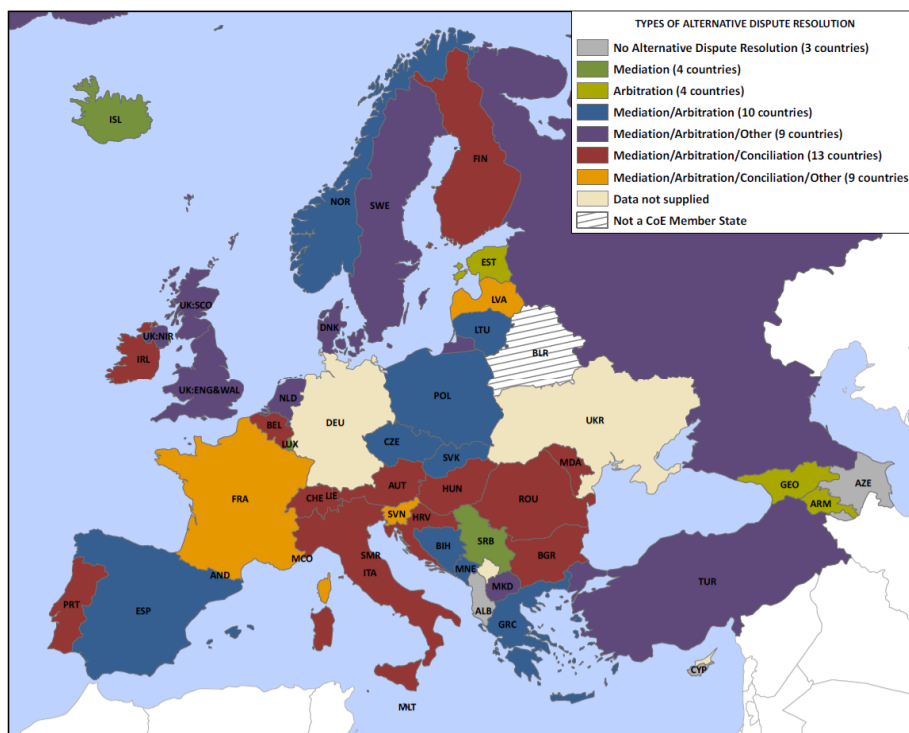 TYPES OF ALTERNATIVE DISPUTE RESOLUTION
No Alternative Dispute Resolution (3 countries)
Mediation (4 countries)
Arbitration (4 countries)
Mediation/Arbitration (10 countries)
Mediation/Arbitration/Other (9 countries)
Mediation/Arbitration/Conciliation (13 countries)
Mediation/Arbitration/Conciliation/Other (9 countries
Data not supplied
Not a CoE Member State
ISL
FIN
NOR
SWE
EST
LVA
UK:SCO
DNK
LTU
UK:NIR
IRL
BLR
UK:ENG&WAL
NLD
POL
BEL
DEU
UKR
LUX
CZE
SVK
MDA
FRA
AUT
HUN
CHE
LIE
ROU
GEO
AZE
SVN
HRV
ARM
SRB
BIH
MCO
SMR
BGR
AND
ITA
MNE
MKD
TUR
PRT
ESP
ALB
GRC
CYP
MLT